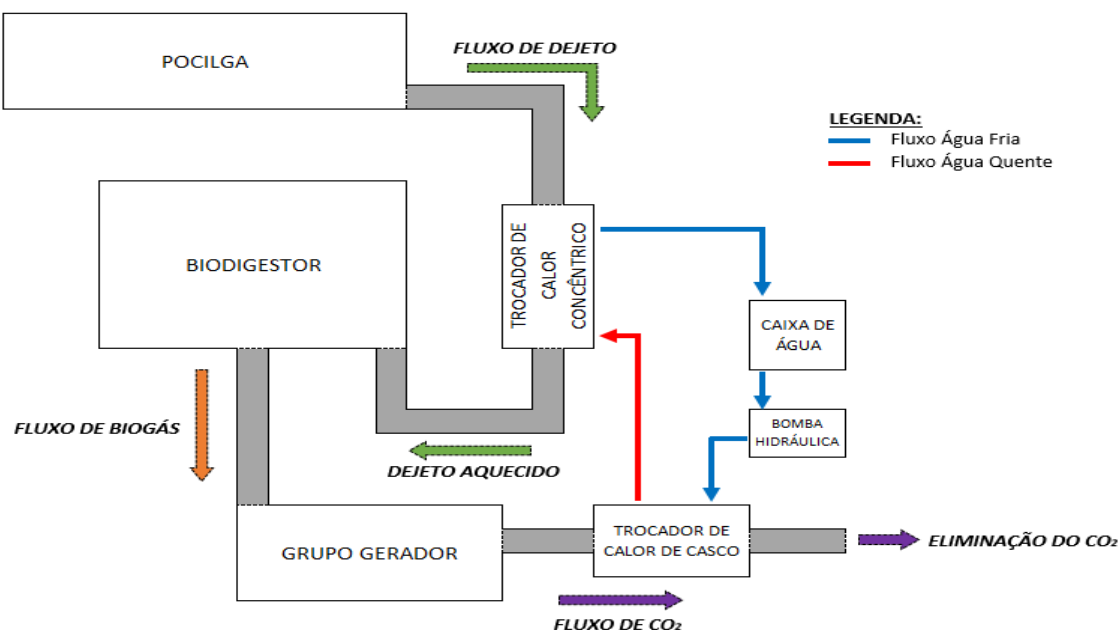 POCILGA
FLUXO DE DEJETO
LEGENDA:
Fluxo Água Fria
Fluxo Água Quente
BIODIGESTOR
TROCADOR DE
CALOR
CONCÊNTRICO
CAIXA DE
ÁGUA
BOMBA
HIDRÁULICA
FLUXO DE BIOGÁS
DEJETO AQUECIDO
GRUPO GERADOR
TROCADOR DE
CALOR DE CASCO
ELIMINAÇÃO DO CO₂
FLUXO DE CO₂